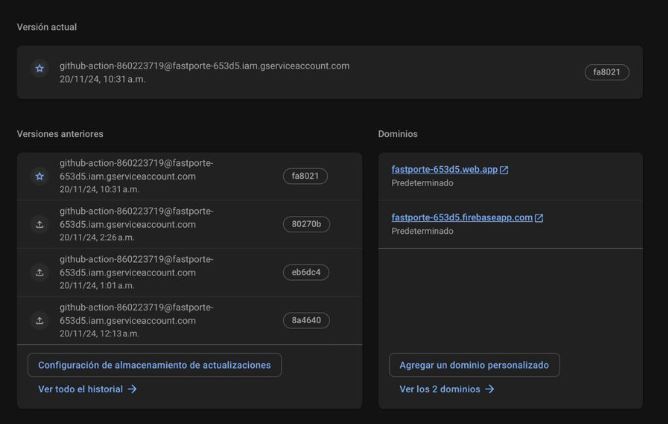 Versión actual
github-action-860223719@fastporte-653d5.iam.gserviceaccount.com
20/11/24, 10:31 a.m.
fa8021
Versiones anteriores
github-action-860223719@fastporte-
653d5.iam.gserviceaccount.com
20/11/24, 10:31 a.m.
fa8021
github-action-860223719@fastporte-
653d5.iam.gserviceaccount.com
20/11/24, 2:26 a.m.
80270b
github-action-860223719@fastporte-
653d5.iam.gserviceaccount.com
20/11/24, 1:01 a.m.
eb6dc4
github-action-860223719@fastporte-
653d5.iam.gserviceaccount.com
20/11/24, 12:13 a.m.
8a4640
Configuración de almacenamiento de actualizaciones
Ver todo el historial
Dominios
fastporte-653d5.web.app
Predeterminado
fastporte-653d5.firebaseapp.com
Predeterminado
Agregar un dominio personalizado
Ver los 2 dominios